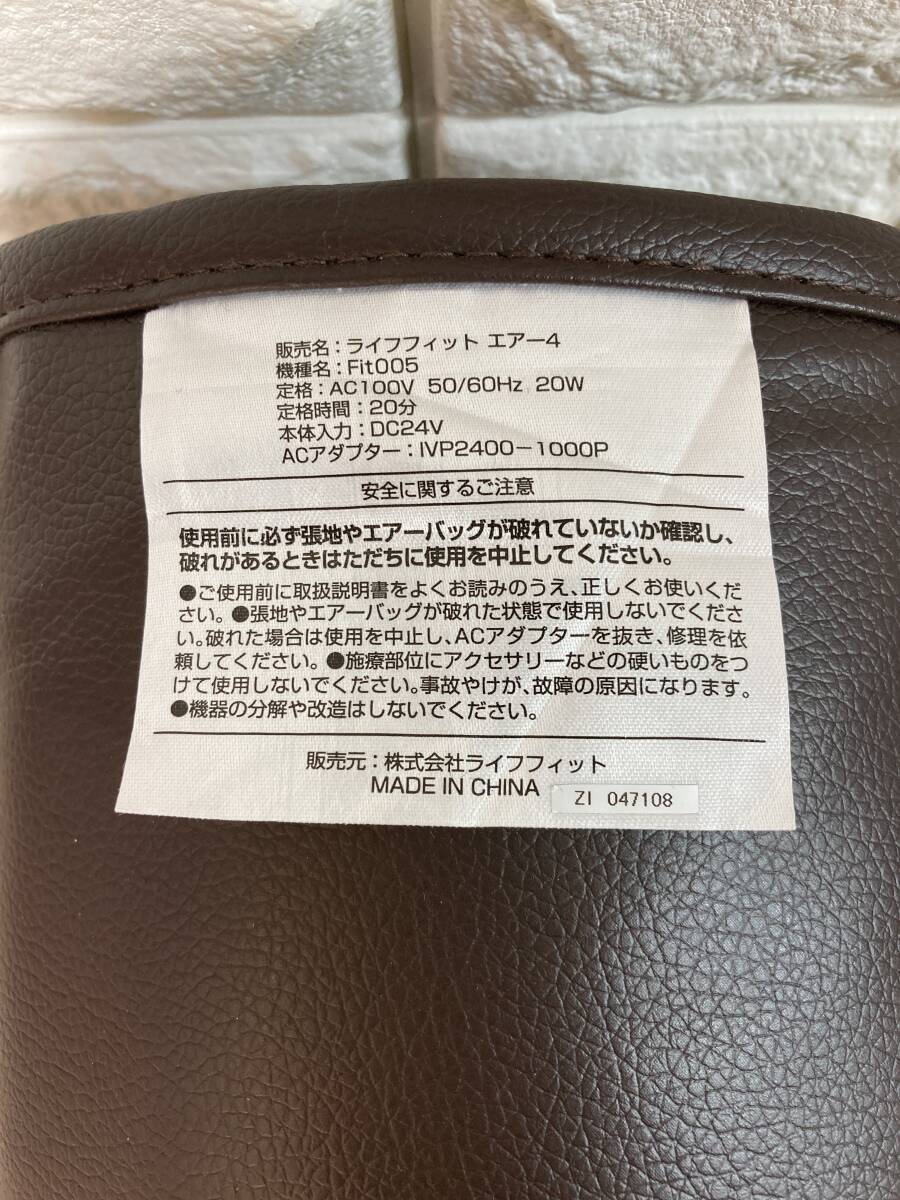 販売名：ライフフィット エアー4
機種名：Fit005
定格：AC100V 50/60Hz 20W
定格時間：20分
本体入力：DC24V
ACアダプター：IVP2400－1000P
安全に関するご注意
使用前に必ず張地やエアーバッグが破れていないか確認し、
破れがあるときはただちに使用を中止してください。
●ご使用前に取扱説明書をよくお読みのうえ、正しくお使いくだ
さい。●張地やエアーバッグが破れた状態で使用しないでくださ
い。破れた場合は使用を中止し、ACアダプターを抜き、修理を依
頼してください。●施療部位にアクセサリーなどの硬いものをつ
けて使用しないでください。事故やけが、故障の原因になります。
●機器の分解や改造はしないでください。
販売元：株式会社ライフフィット
MADE IN CHINA
ZI 047108